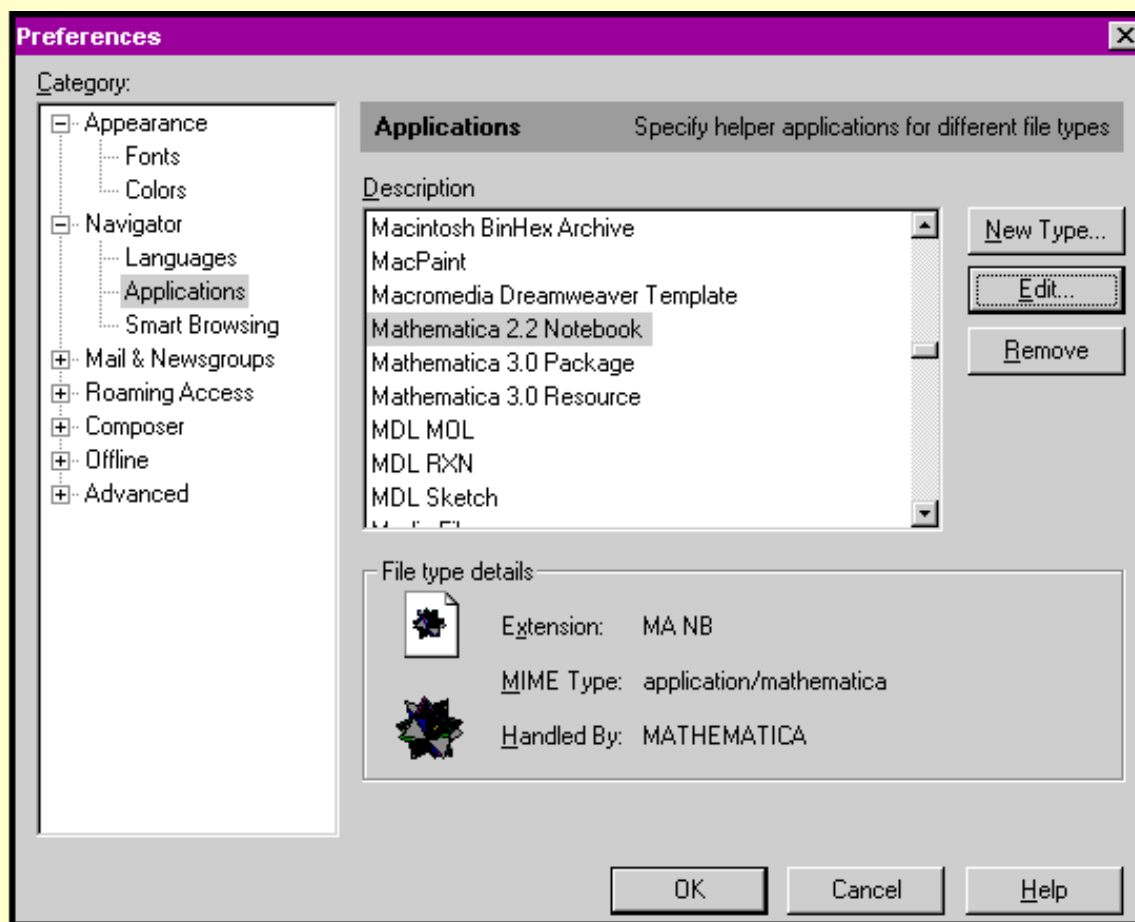 Preferences
Category:
Appearance
Fonts
Colors
Navigator
Languages
Applications
Smart Browsing
Mail & Newsgroups
Roaming Access
Composer
Offline
Advanced
Applications Specify helper applications for different file types
Description
Macintosh BinHex Archive
MacPaint
Macromedia Dreamweaver Template
Mathematica 2.2 Notebook
Mathematica 3.0 Package
Mathematica 3.0 Resource
MDL MOL
MDL RXN
MDL Sketch
New Type...
Edit...
Remove
File type details
Extension: MA NB
MIME Type: application/mathematica
Handled By: MATHEMATICA
OK Cancel Help